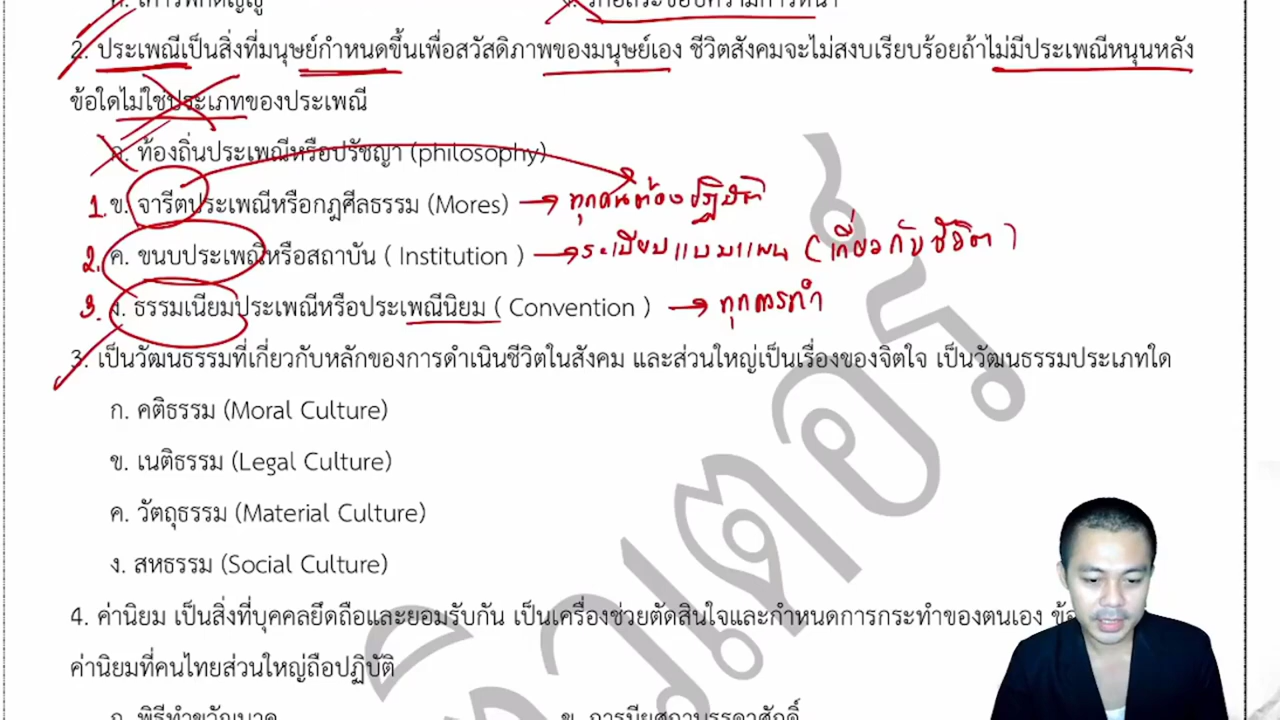 2. ประเพณีเป็นสิ่งที่มนุษย์กำหนดขึ้นเพื่อสวัสดิภาพของมนุษย์เอง ชีวิตสังคมจะไม่สงบเรียบร้อยถ้าไม่มีประเพณีหนุนหลัง
ข้อใดไม่ใช่ประเภทของประเพณี
ก. ท้องถิ่นประเพณีหรือปรัชญา (philosophy)
1. ข. จารีตประเพณีหรือกฎศีลธรรม (Mores) → ทุกคนต้องปฏิบัติ
2. ค. ขนบประเพณีหรือสถาบัน ( Institution ) → ระเบียบแบบแผน (เกี่ยวกับชีวิต)
3. ง. ธรรมเนียมประเพณีหรือประเพณีนิยม ( Convention ) → ทุกควรทำ
3. เป็นวัฒนธรรมที่เกี่ยวกับหลักของการดำเนินชีวิตในสังคม และส่วนใหญ่เป็นเรื่องของจิตใจ เป็นวัฒนธรรมประเภทใด
ก. คติธรรม (Moral Culture)
ข. เนติธรรม (Legal Culture)
ค. วัตถุธรรม (Material Culture)
ง. สหธรรม (Social Culture)
4. ค่านิยม เป็นสิ่งที่บุคคลยึดถือและยอมรับกัน เป็นเครื่องช่วยตัดสินใจและกำหนดการกระทำของตนเอง
ค่านิยมที่คนไทยส่วนใหญ่ถือปฏิบัติ